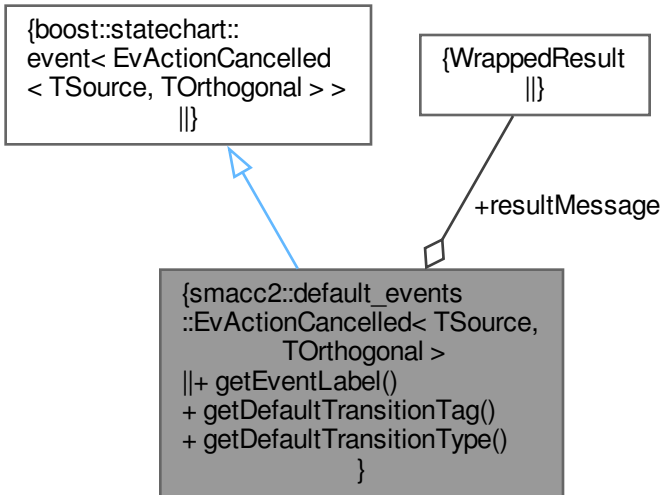 {boost::statechart::
event< EvActionCancelled
< TSource, TOrthogonal > >
||}
{WrappedResult
||}
+resultMessage
{smacc2::default_events
::EvActionCancelled< TSource,
TOrthogonal >
||+ getEventLabel()
+ getDefaultTransitionTag()
+ getDefaultTransitionType()
}